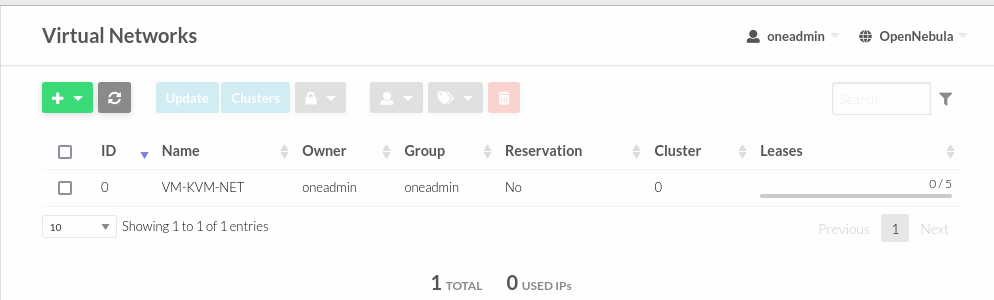 Virtual Networks oneadmin OpenNebula
Update Clusters Search
ID Name Owner Group Reservation Cluster Leases
0 VM-KVM-NET oneadmin oneadmin No 0 0 / 5
10 Showing 1 to 1 of 1 entries Previous 1 Next
1 TOTAL 0 USED IPs